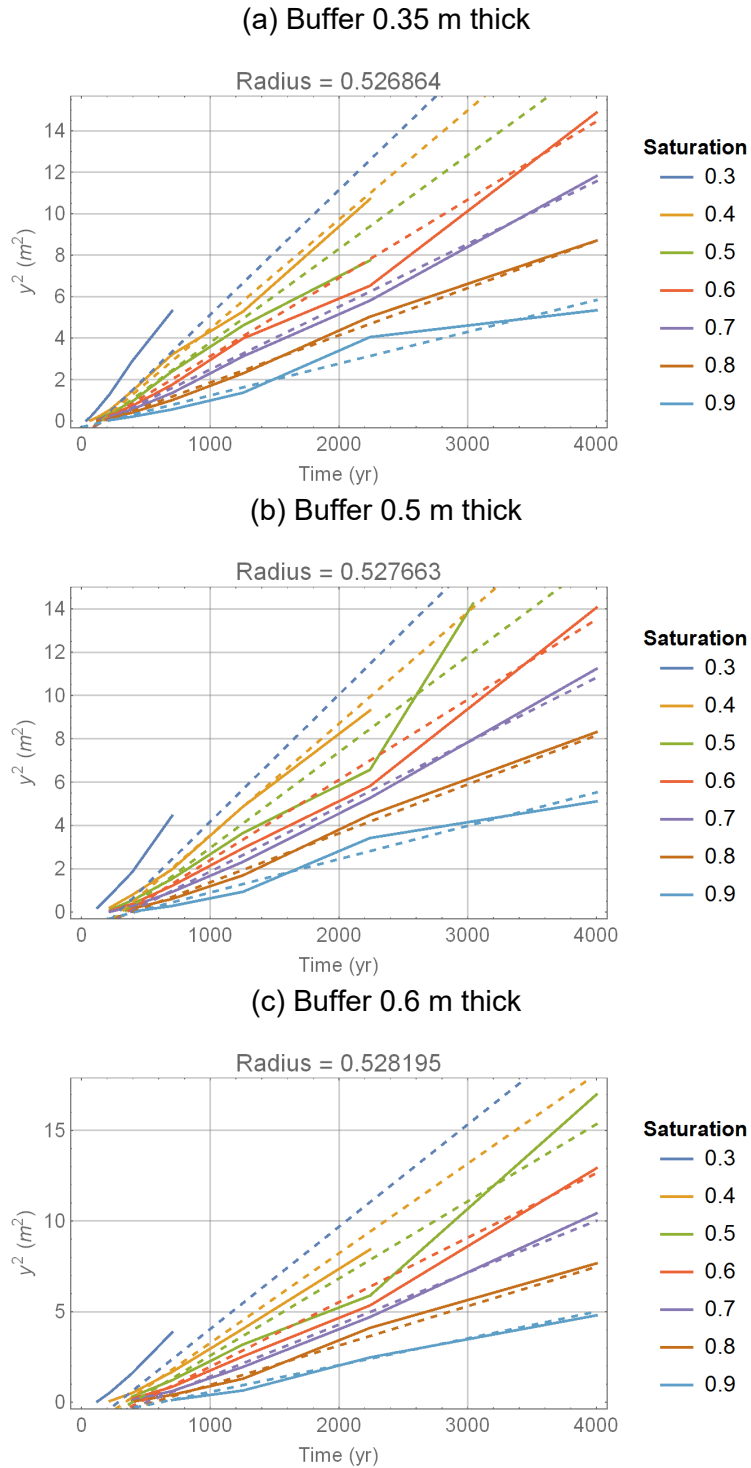 (a) Buffer 0.35 m thick
Radius = 0.526864
14
12
10
8
6
4
2
0
y² (m²)
0 1000 2000 3000 4000
Time (yr)
Saturation
0.3
0.4
0.5
0.6
0.7
0.8
0.9
(b) Buffer 0.5 m thick
Radius = 0.527663
14
12
10
8
6
4
2
0
y² (m²)
0 1000 2000 3000 4000
Time (yr)
Saturation
0.3
0.4
0.5
0.6
0.7
0.8
0.9
(c) Buffer 0.6 m thick
Radius = 0.528195
15
10
5
0
y² (m²)
0 1000 2000 3000 4000
Time (yr)
Saturation
0.3
0.4
0.5
0.6
0.7
0.8
0.9